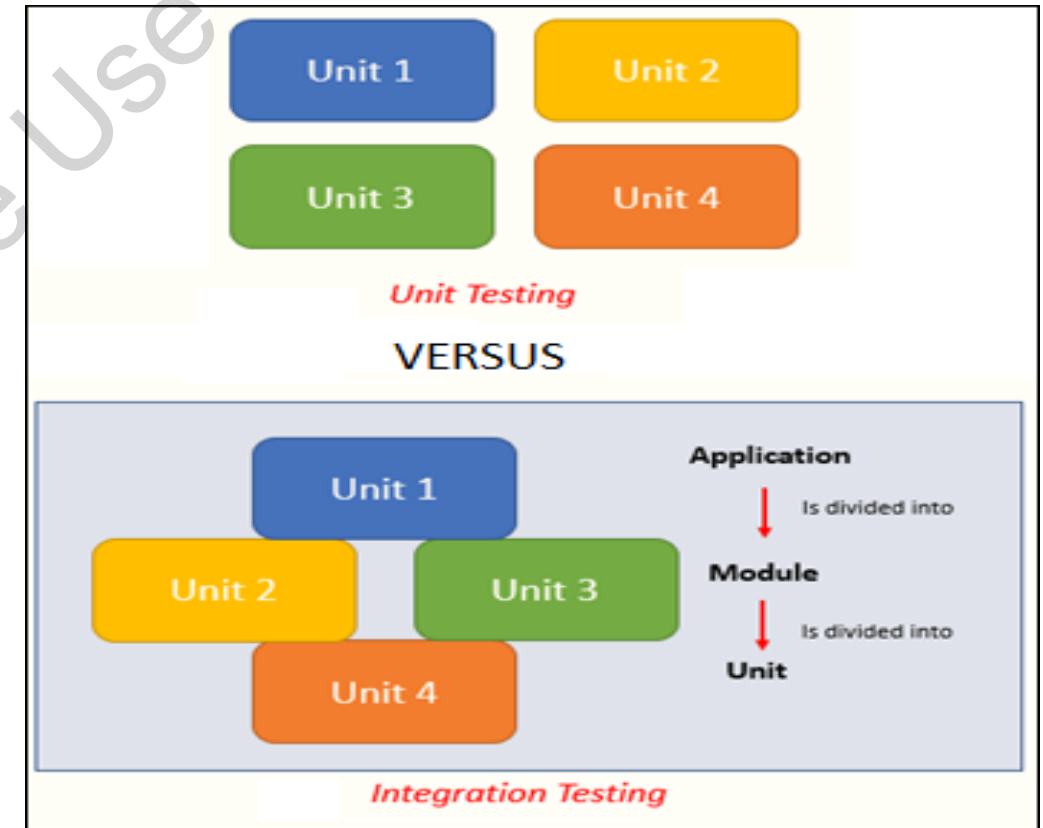 Unit 1
Unit 2
Unit 3
Unit 4
Unit Testing
VERSUS
Unit 1
Unit 2
Unit 3
Unit 4
Application
Is divided into
Module
Is divided into
Unit
Integration Testing
Use